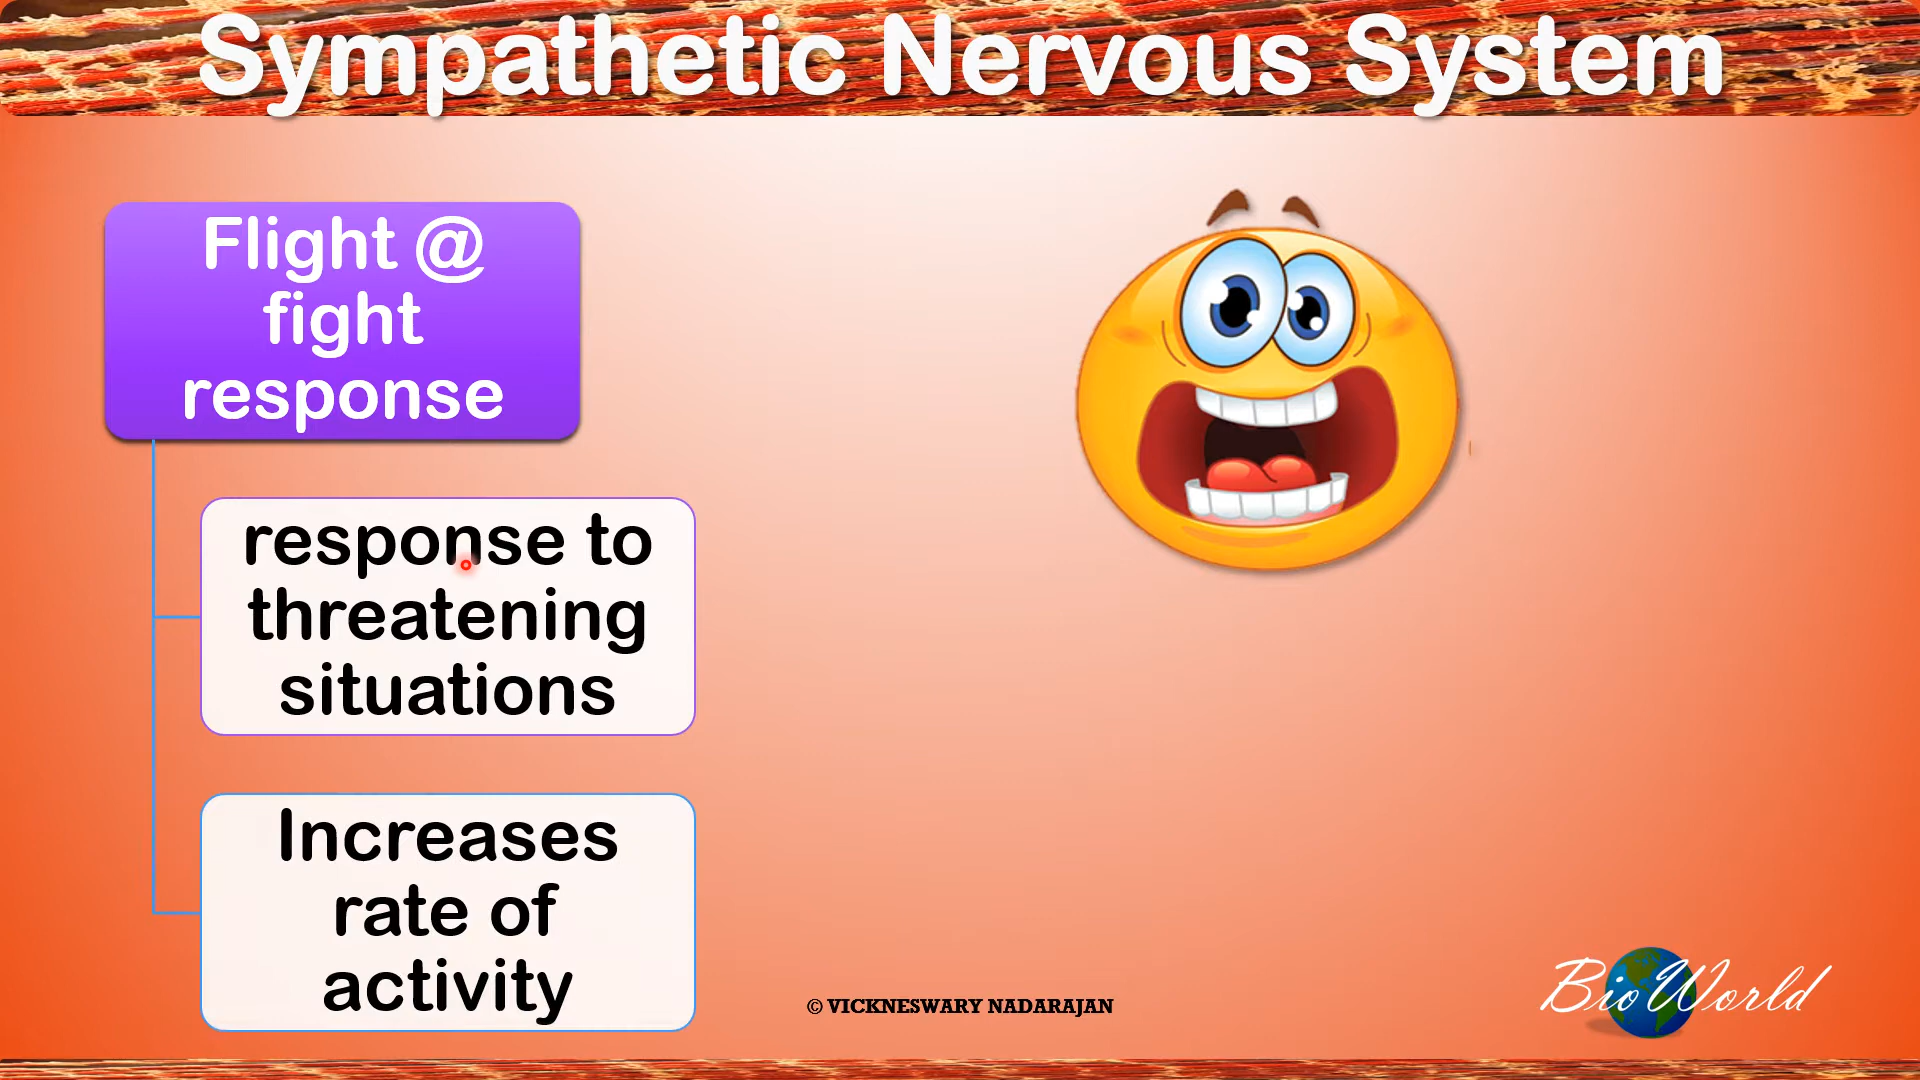 Sympathetic Nervous System
Flight @
fight
response
response to
threatening
situations
Increases
rate of
activity
© VICKNESWARY NADARAJAN
BioWorld